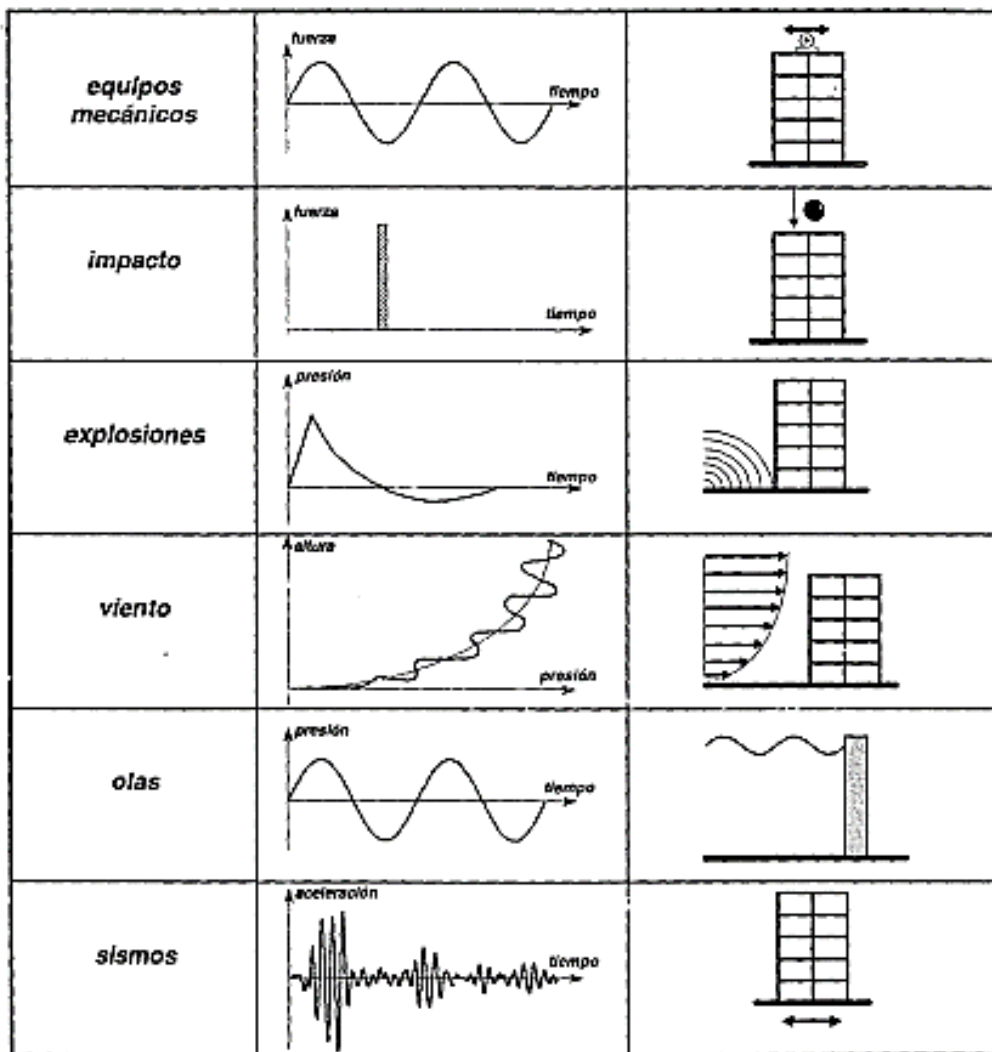 equipos
mecánicos
fuerza
tiempo
impacto
fuerza
tiempo
explosiones
presión
tiempo
viento
altura
presión
olas
presión
tiempo
sismos
aceleración
tiempo